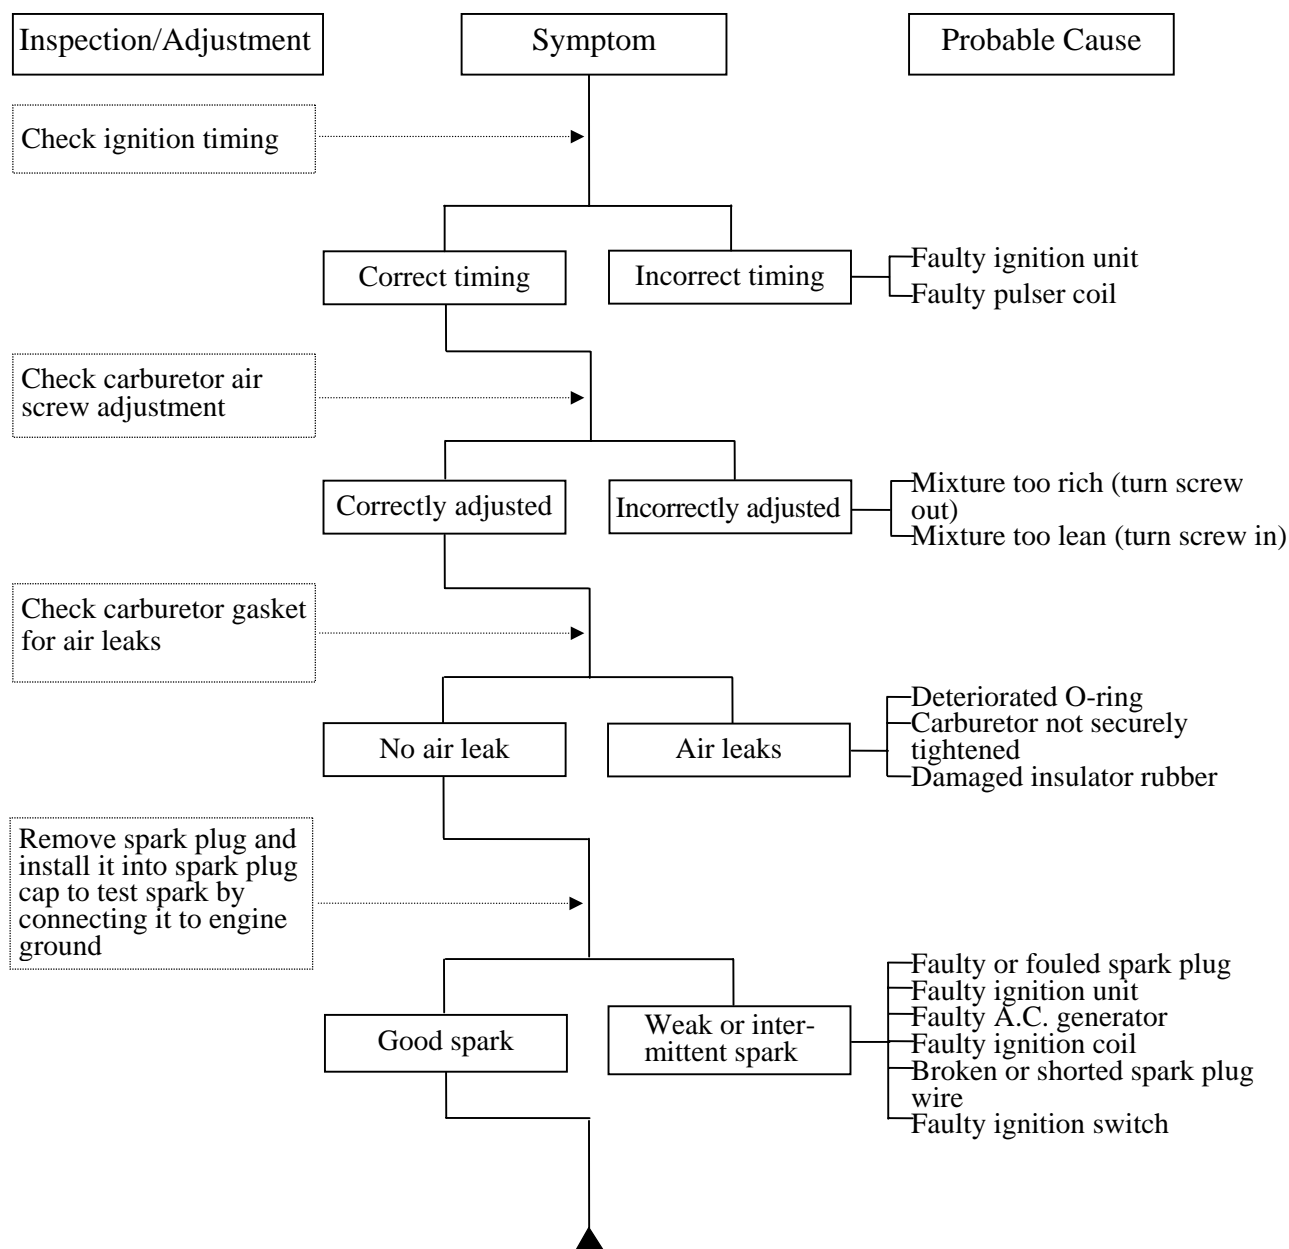 Inspection/Adjustment
Symptom
Probable Cause
Check ignition timing
Correct timing
Incorrect timing
Faulty ignition unit
Faulty pulser coil
Check carburetor air
screw adjustment
Correctly adjusted
Incorrectly adjusted
Mixture too rich (turn screw
out)
Mixture too lean (turn screw in)
Check carburetor gasket
for air leaks
No air leak
Air leaks
Deteriorated O-ring
Carburetor not securely
tightened
Damaged insulator rubber
Remove spark plug and
install it into spark plug
cap to test spark by
connecting it to engine
ground
Good spark
Weak or inter-
mittent spark
Faulty or fouled spark plug
Faulty ignition unit
Faulty A.C. generator
Faulty ignition coil
Broken or shorted spark plug
wire
Faulty ignition switch